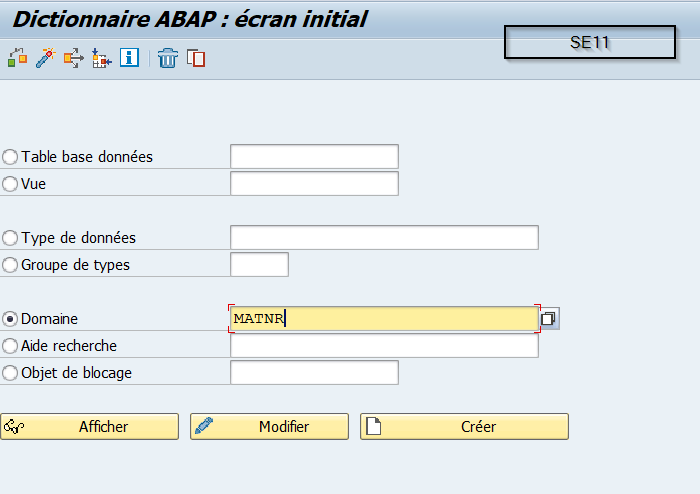 Dictionnaire ABAP : écran initial
SE11
Table base données
Vue
Type de données
Groupe de types
Domaine MATNR
Aide recherche
Objet de blocage
Afficher Modifier Créer